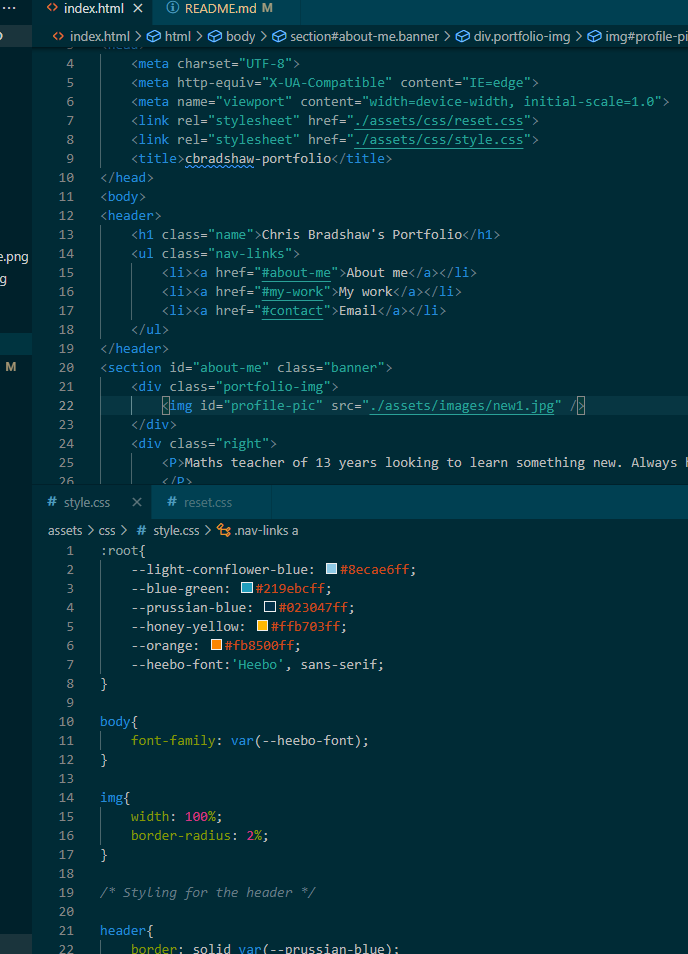 index.html
README.md M
index.html > html > body > section#about-me.banner > div.portfolio-img > img#profile-pi
4 <meta charset="UTF-8">
5 <meta http-equiv="X-UA-Compatible" content="IE=edge">
6 <meta name="viewport" content="width=device-width, initial-scale=1.0">
7 <link rel="stylesheet" href="./assets/css/reset.css">
8 <link rel="stylesheet" href="./assets/css/style.css">
9 <title>cbradshaw-portfolio</title>
10 </head>
11 <body>
12 <header>
13 <h1 class="name">Chris Bradshaw's Portfolio</h1>
14 <ul class="nav-links">
e.png
15 <li><a href="#about-me">About me</a></li>
g
16 <li><a href="#my-work">My work</a></li>
17 <li><a href="#contact">Email</a></li>
18 </ul>
19 </header>
M
20 <section id="about-me" class="banner">
21 <div class="portfolio-img">
22 <img id="profile-pic" src="./assets/images/new1.jpg" />
23 </div>
24 <div class="right">
25 <P>Maths teacher of 13 years looking to learn something new. Always
26 </P>
# style.css
# reset.css
assets > css > # style.css > .nav-links a
1 :root{
2 --light-cornflower-blue: #8ecae6ff;
3 --blue-green: #219ebcff;
4 --prussian-blue: #023047ff;
5 --honey-yellow: #ffb703ff;
6 --orange: #fb8500ff;
7 --heebo-font:'Heebo', sans-serif;
8 }
9
10 body{
11 font-family: var(--heebo-font);
12 }
13
14 img{
15 width: 100%;
16 border-radius: 2%;
17 }
18
19 /* Styling for the header */
20
21 header{
22 border: solid var(--prussian-blue);